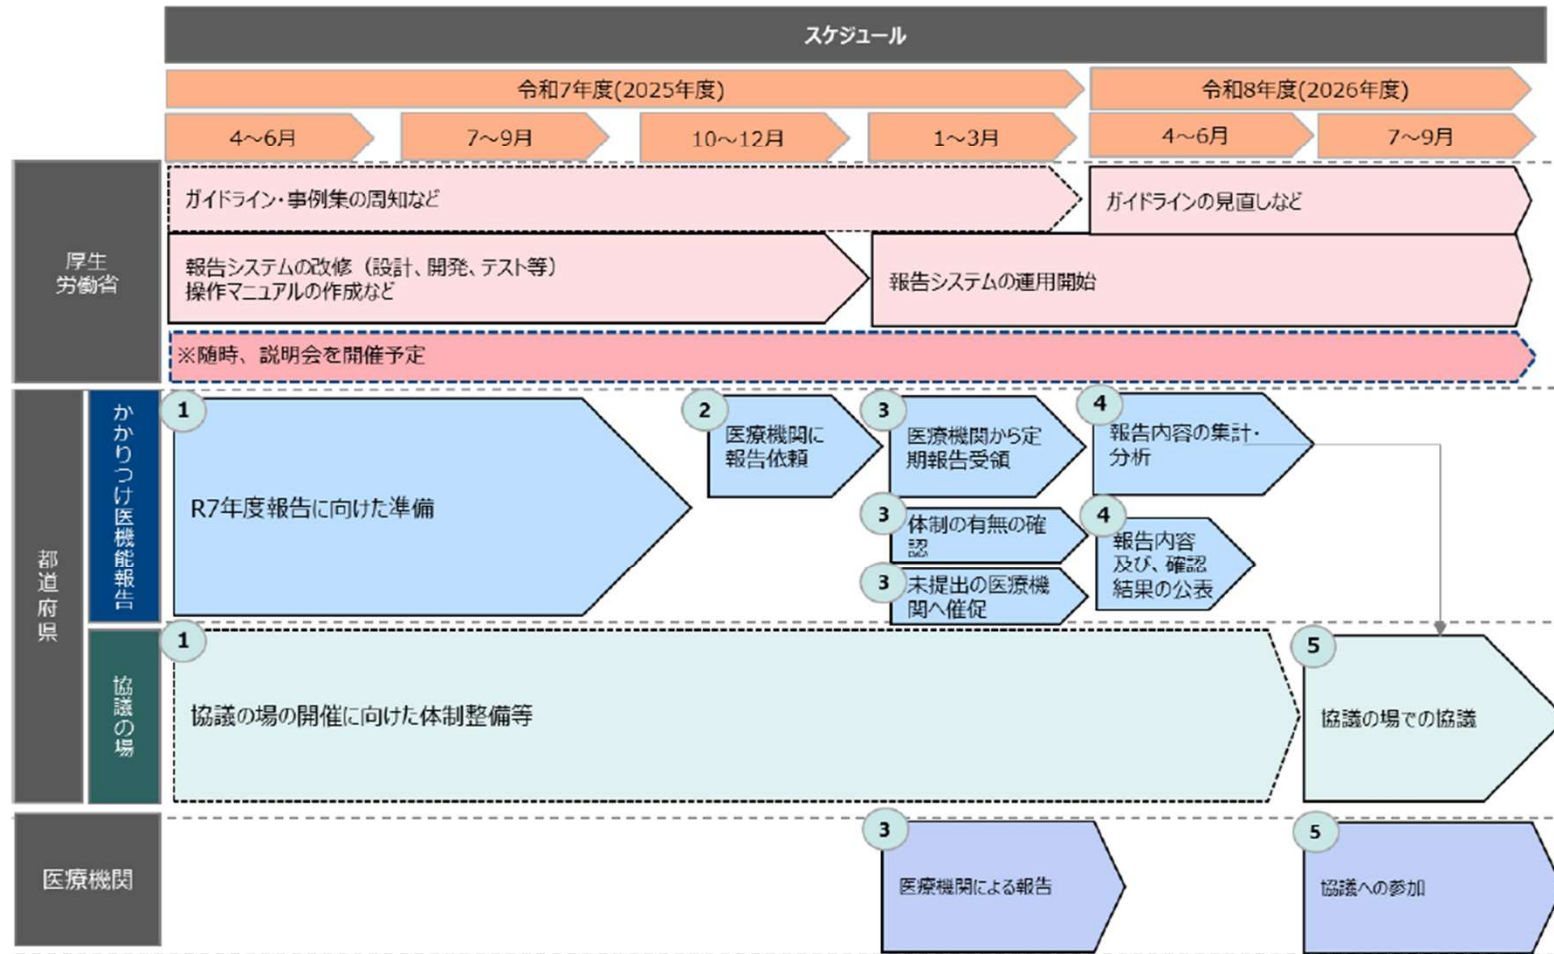 スケジュール
令和7年度(2025年度)
令和8年度(2026年度)
4～6月
7～9月
10～12月
1～3月
4～6月
7～9月
厚生
労働省
ガイドライン・事例集の周知など
ガイドラインの見直しなど
報告システムの改修（設計、開発、テスト等）
操作マニュアルの作成など
報告システムの運用開始
※随時、説明会を開催予定
都道府県
かかりつけ医機能報告
1
R7年度報告に向けた準備
2
医療機関に
報告依頼
3
医療機関から定
期報告受領
3
体制の有無の確
認
3
未提出の医療機
関へ催促
4
報告内容の集計・
分析
4
報告内容
及び、確認
結果の公表
協議の場
1
協議の場の開催に向けた体制整備等
5
協議の場での協議
医療機関
3
医療機関による報告
5
協議への参加